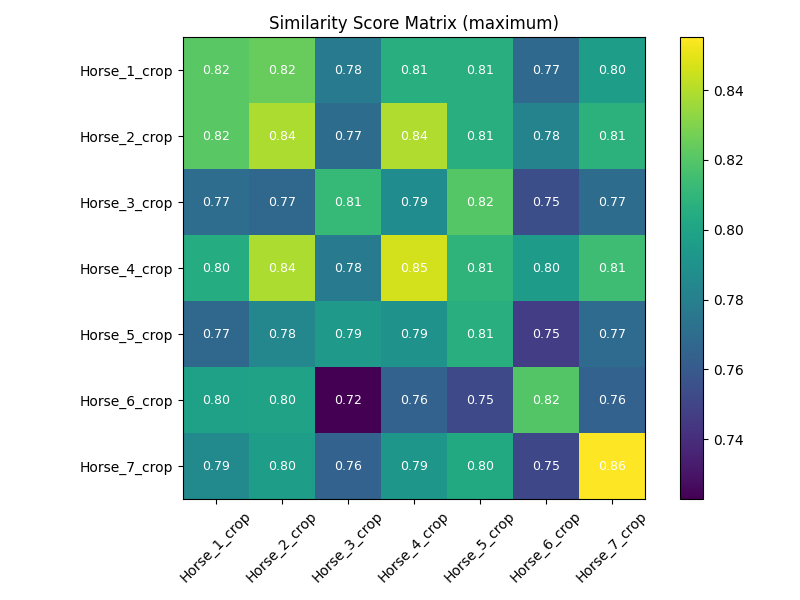 Similarity Score Matrix (maximum)
Horse_1_crop 0.82 0.82 0.78 0.81 0.81 0.77 0.80
Horse_2_crop 0.82 0.84 0.77 0.84 0.81 0.78 0.81
Horse_3_crop 0.77 0.77 0.81 0.79 0.82 0.75 0.77
Horse_4_crop 0.80 0.84 0.78 0.85 0.81 0.80 0.81
Horse_5_crop 0.77 0.78 0.79 0.79 0.81 0.75 0.77
Horse_6_crop 0.80 0.80 0.72 0.76 0.75 0.82 0.76
Horse_7_crop 0.79 0.80 0.76 0.79 0.80 0.75 0.86
Horse_1_crop Horse_2_crop Horse_3_crop Horse_4_crop Horse_5_crop Horse_6_crop Horse_7_crop
0.84
0.82
0.80
0.78
0.76
0.74